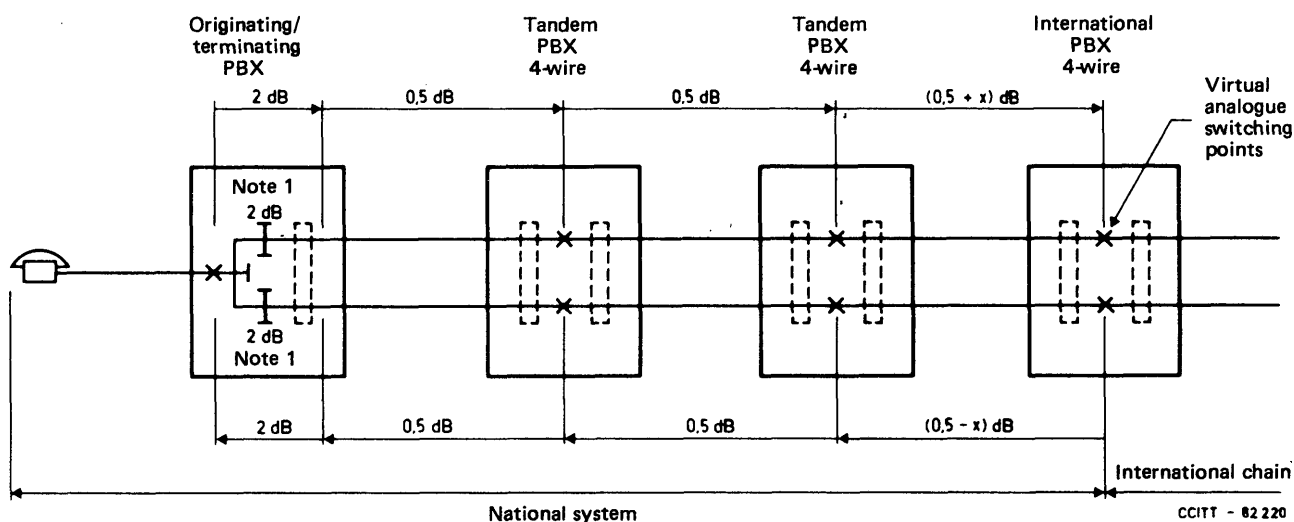 Originating/
terminating
PBX
Tandem
PBX
4-wire
Tandem
PBX
4-wire
International
PBX
4-wire
Virtual
analogue
switching
points
2 dB
0,5 dB
0,5 dB
(0,5 + x) dB
Note 1
2 dB
2 dB
Note 1
2 dB
0,5 dB
0,5 dB
(0,5 - x) dB
International chain
National system
CCITT - 82 220